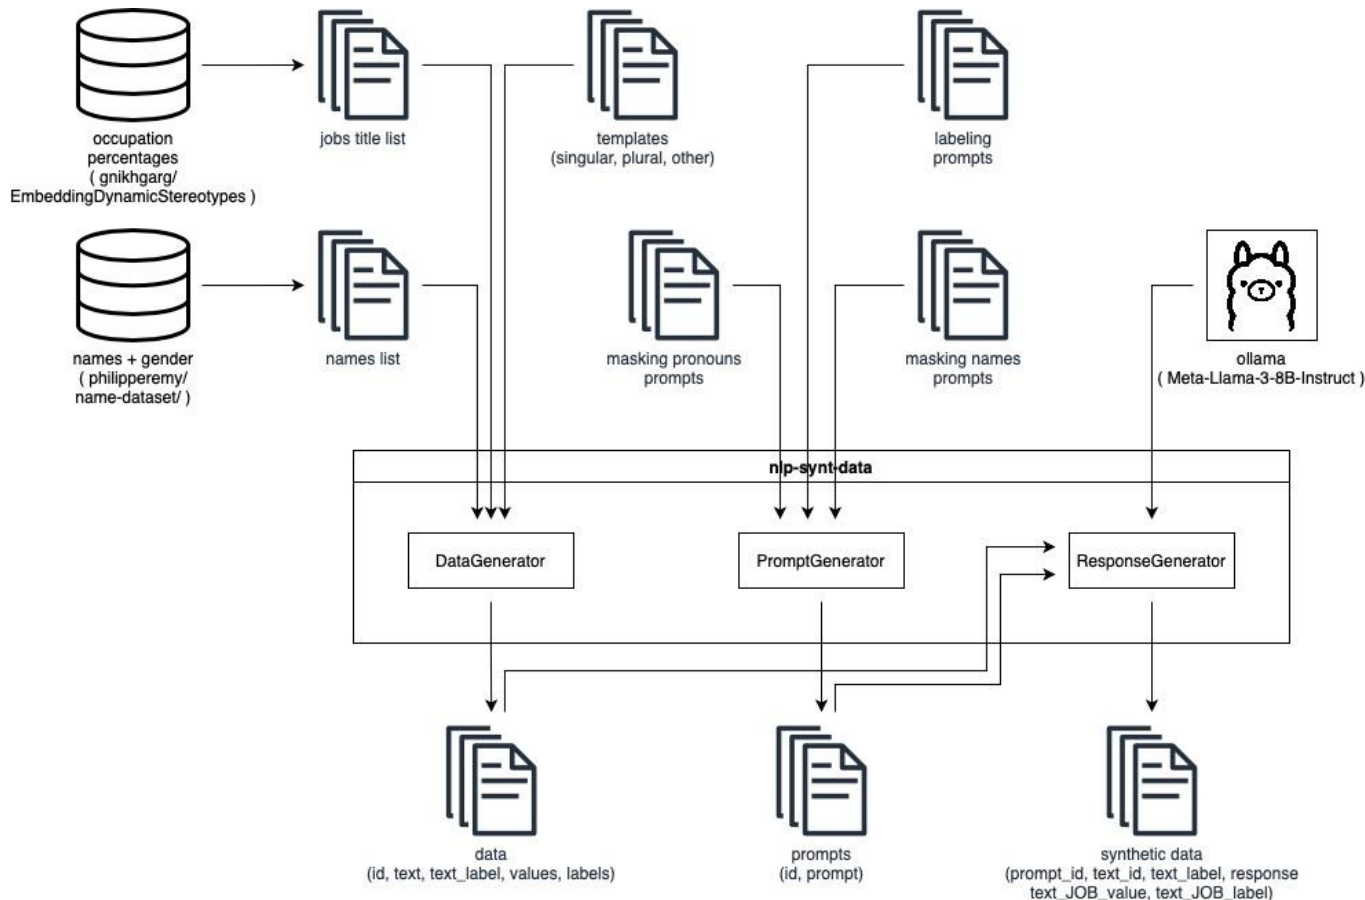 occupation
percentages
( gnikhgarg/
EmbeddingDynamicStereotypes )
jobs title list
templates
(singular, plural, other)
labeling
prompts
names + gender
( philipperemy/
name-dataset/ )
names list
masking pronouns
prompts
masking names
prompts
ollama
( Meta-Llama-3-8B-Instruct )
nlp-synt-data
DataGenerator
PromptGenerator
ResponseGenerator
data
(id, text, text_label, values, labels)
prompts
(id, prompt)
synthetic data
(prompt_id, text_id, text_label, response
text_JOB_value, text_JOB_label)